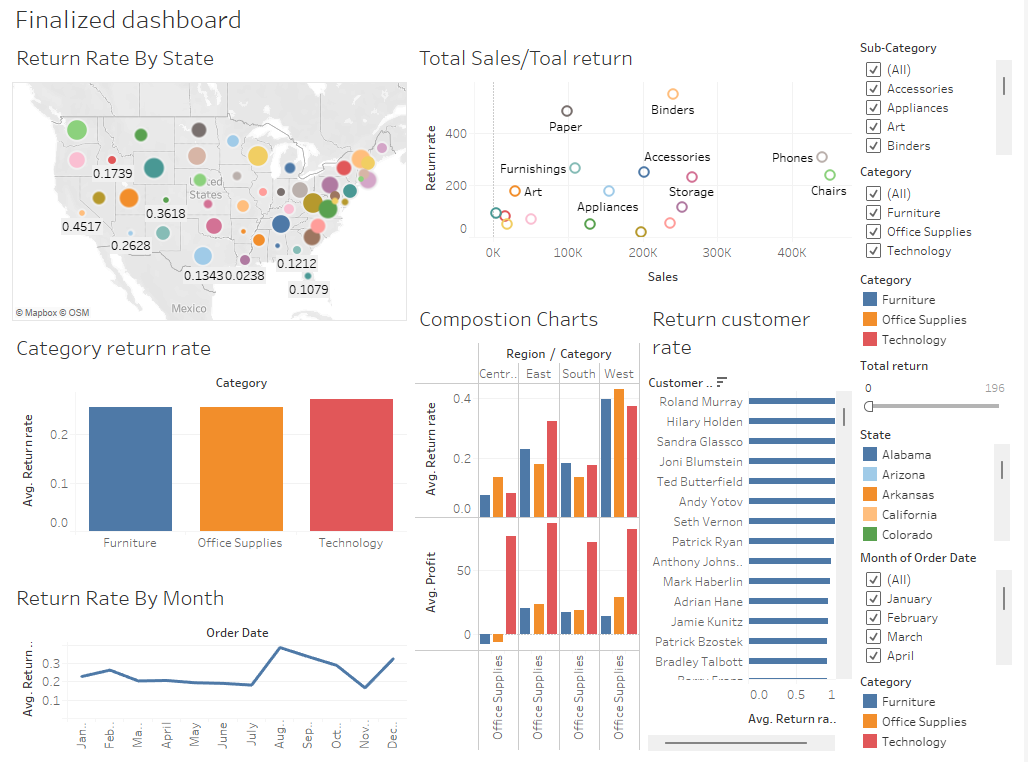 Finalized dashboard
Return Rate By State
0.1739
0.3618
0.4517
0.2628
0.1343
0.0238
0.1212
0.1079
United
States
Mexico
© Mapbox © OSM
Total Sales/Toal return
Return rate
400
200
0
Binders
Paper
Accessories
Phones
Furnishings
Chairs
Art
Storage
Appliances
0K
100K
200K
300K
400K
Sales
Category return rate
Category
Avg. Return rate
0.2
0.1
0.0
Furniture
Office Supplies
Technology
Return Rate By Month
Order Date
Avg. Return ..
0.3
0.2
0.1
Jan..
Feb..
Ma..
April
May
June
July
Aug..
Sep..
Oct..
Nov..
Dec..
Compostion Charts
Region / Category
Centr..
East
South
West
Avg. Return rate
0.4
0.2
0.0
Avg. Profit
50
0
Office Supplies
Office Supplies
Office Supplies
Office Supplies
Return customer
rate
Customer ..
Roland Murray
Hilary Holden
Sandra Glassco
Joni Blumstein
Ted Butterfield
Andy Yotov
Seth Vernon
Patrick Ryan
Anthony Johns..
Mark Haberlin
Adrian Hane
Jamie Kunitz
Patrick Bzostek
Bradley Talbott
0.0
0.5
1
Avg. Return ra..
Sub-Category
(All)
Accessories
Appliances
Art
Binders
Category
(All)
Furniture
Office Supplies
Technology
Category
Furniture
Office Supplies
Technology
Total return
0
196
State
Alabama
Arizona
Arkansas
California
Colorado
Month of Order Date
(All)
January
February
March
April
Category
Furniture
Office Supplies
Technology